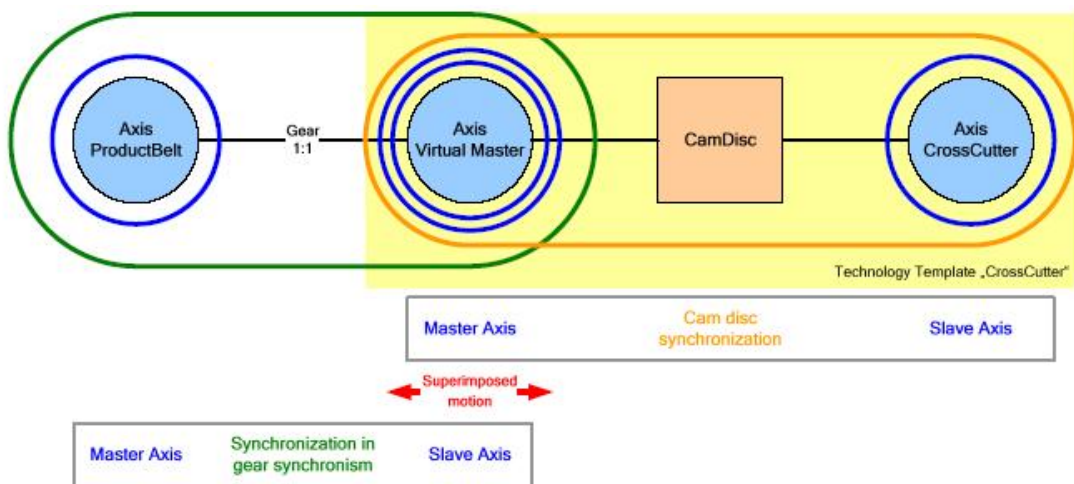 Axis
ProductBelt
Gear
1:1
Axis
Virtual Master
CamDisc
Axis
CrossCutter
Technology Template „CrossCutter“
Master Axis
Cam disc
synchronization
Slave Axis
Superimposed
motion
Master Axis
Synchronization in
gear synchronism
Slave Axis